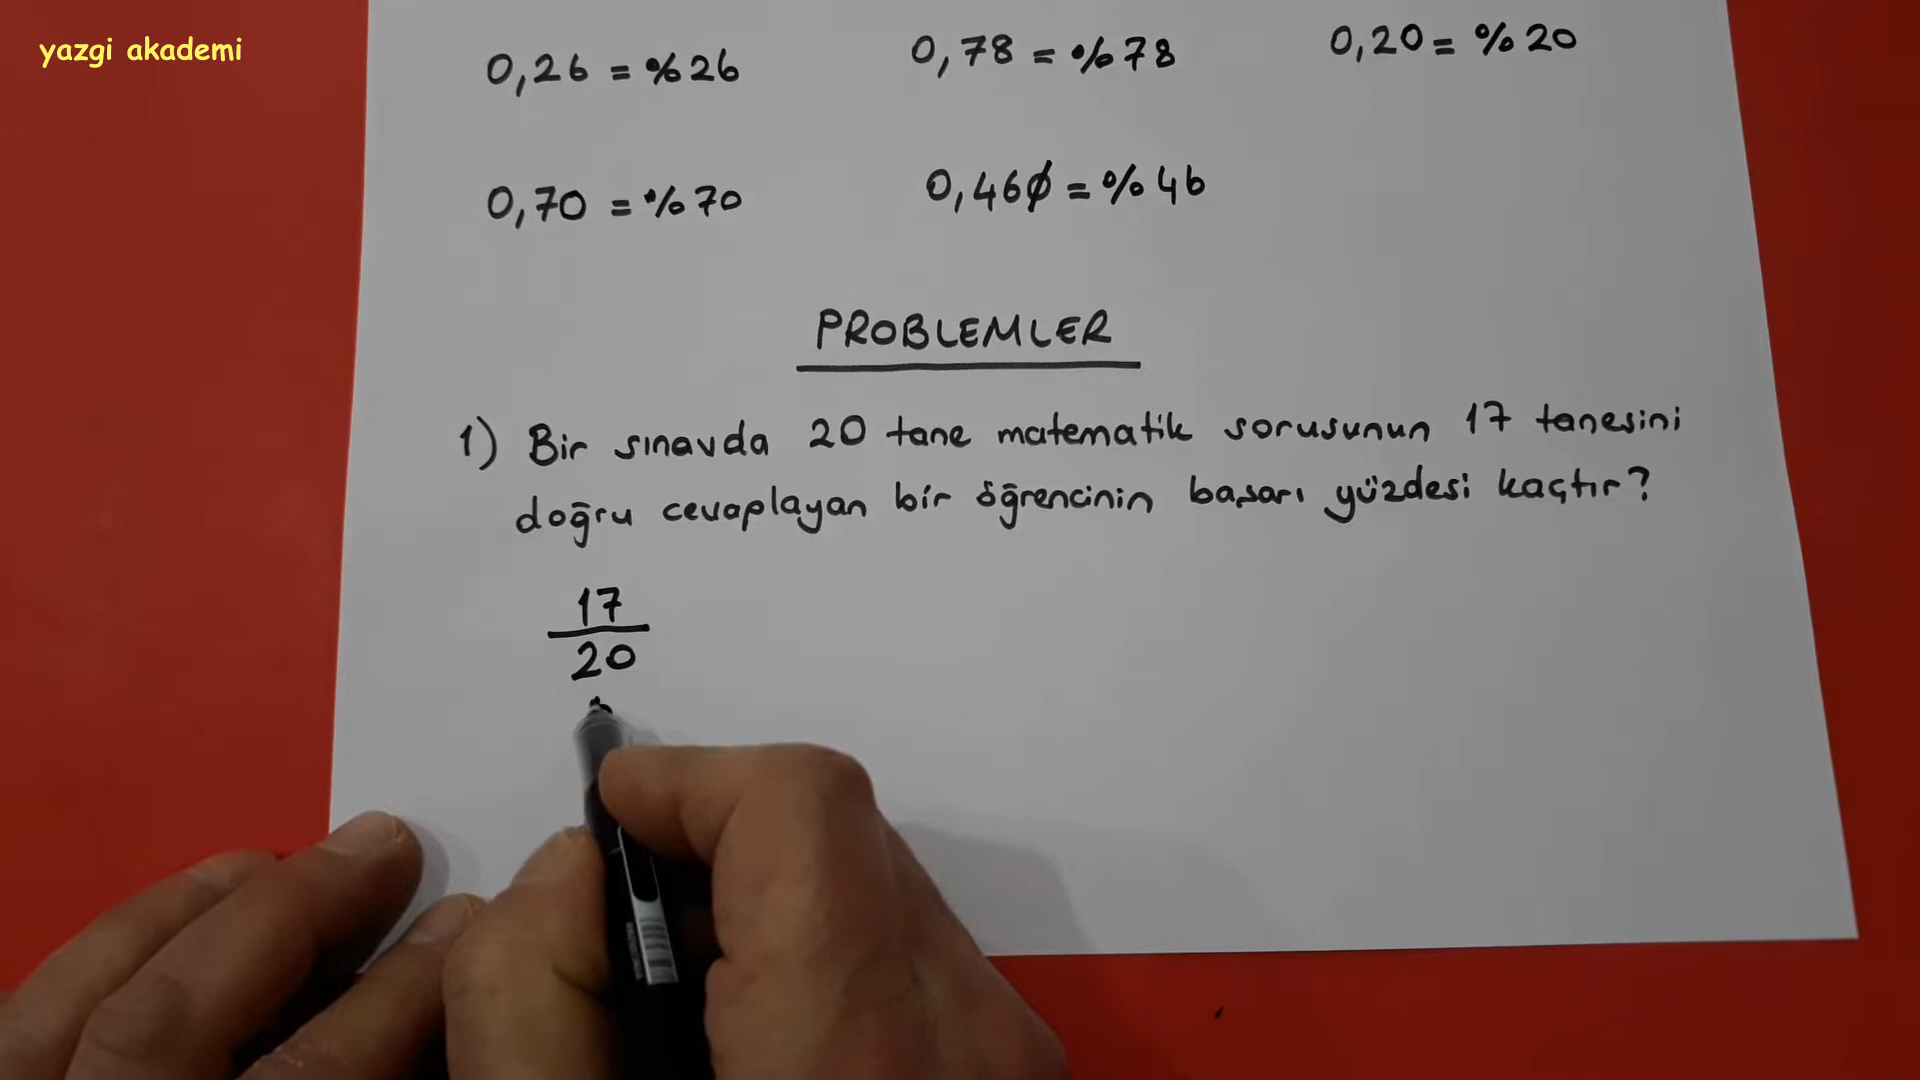 yazgi akademi
0,26 = %26
0,78 = %78
0,20 = %20
0,70 = %70
0,460 = %46
PROBLEMLER
1) Bir sınavda 20 tane matematik sorusunun 17 tanesini
doğru cevaplayan bir öğrencinin başarı yüzdesi kaçtır?
17
20